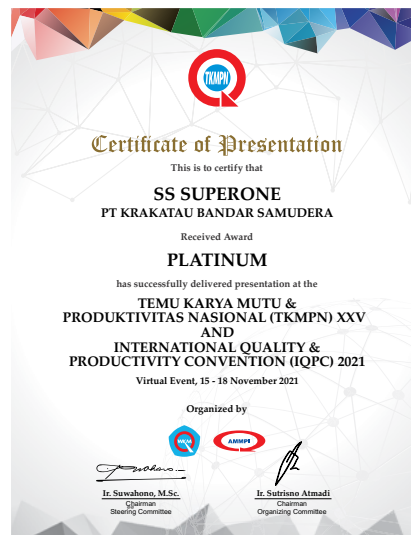 TKMPN
Certificate of Presentation
This is to certify that
SS SUPERONE
PT KRAKATAU BANDAR SAMUDERA
Received Award
PLATINUM
has successfully delivered presentation at the
TEMU KARYA MUTU &
PRODUKTIVITAS NASIONAL (TKMPN) XXV
AND
INTERNATIONAL QUALITY &
PRODUCTIVITY CONVENTION (IQPC) 2021
Virtual Event, 15 - 18 November 2021
Organized by
WKM AMMPI
Ir. Suwahono, M.Sc. Ir. Sutrisno Atmadi
Chairman Chairman
Steering Committee Organizing Committee